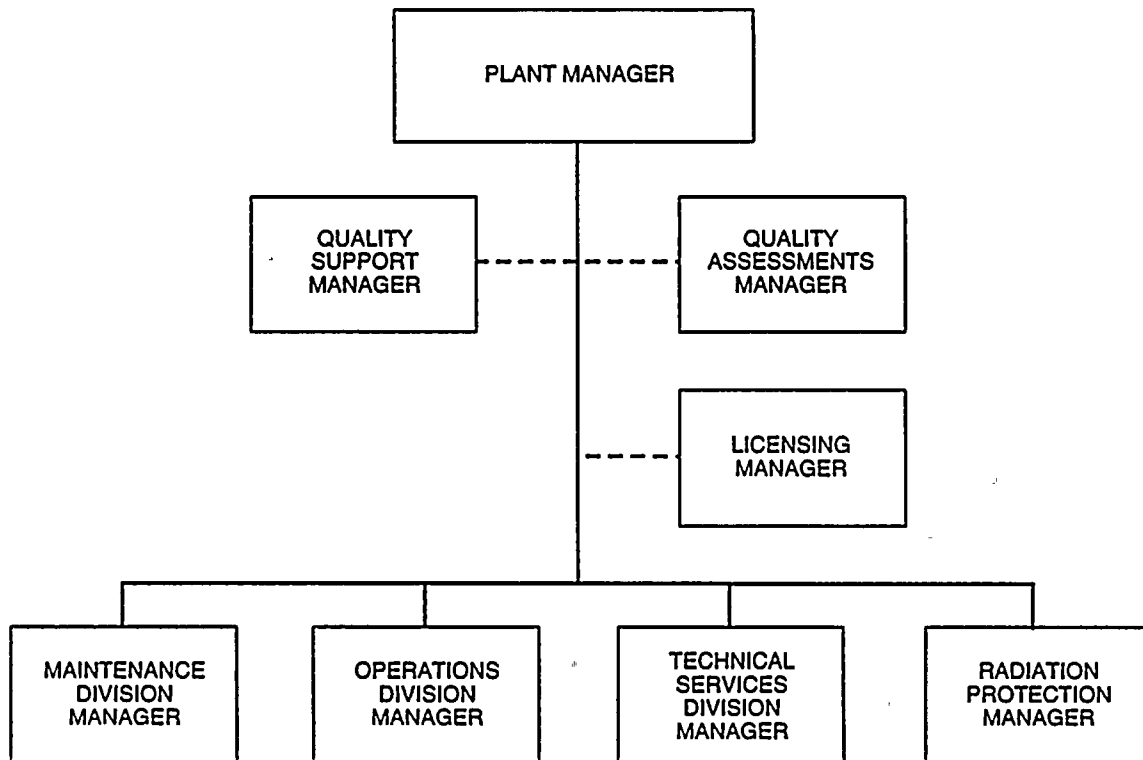 PLANT MANAGER
QUALITY
SUPPORT
MANAGER
QUALITY
ASSESSMENTS
MANAGER
LICENSING
MANAGER
MAINTENANCE
DIVISION
MANAGER
OPERATIONS
DIVISION
MANAGER
TECHNICAL
SERVICES
DIVISION
MANAGER
RADIATION
PROTECTION
MANAGER